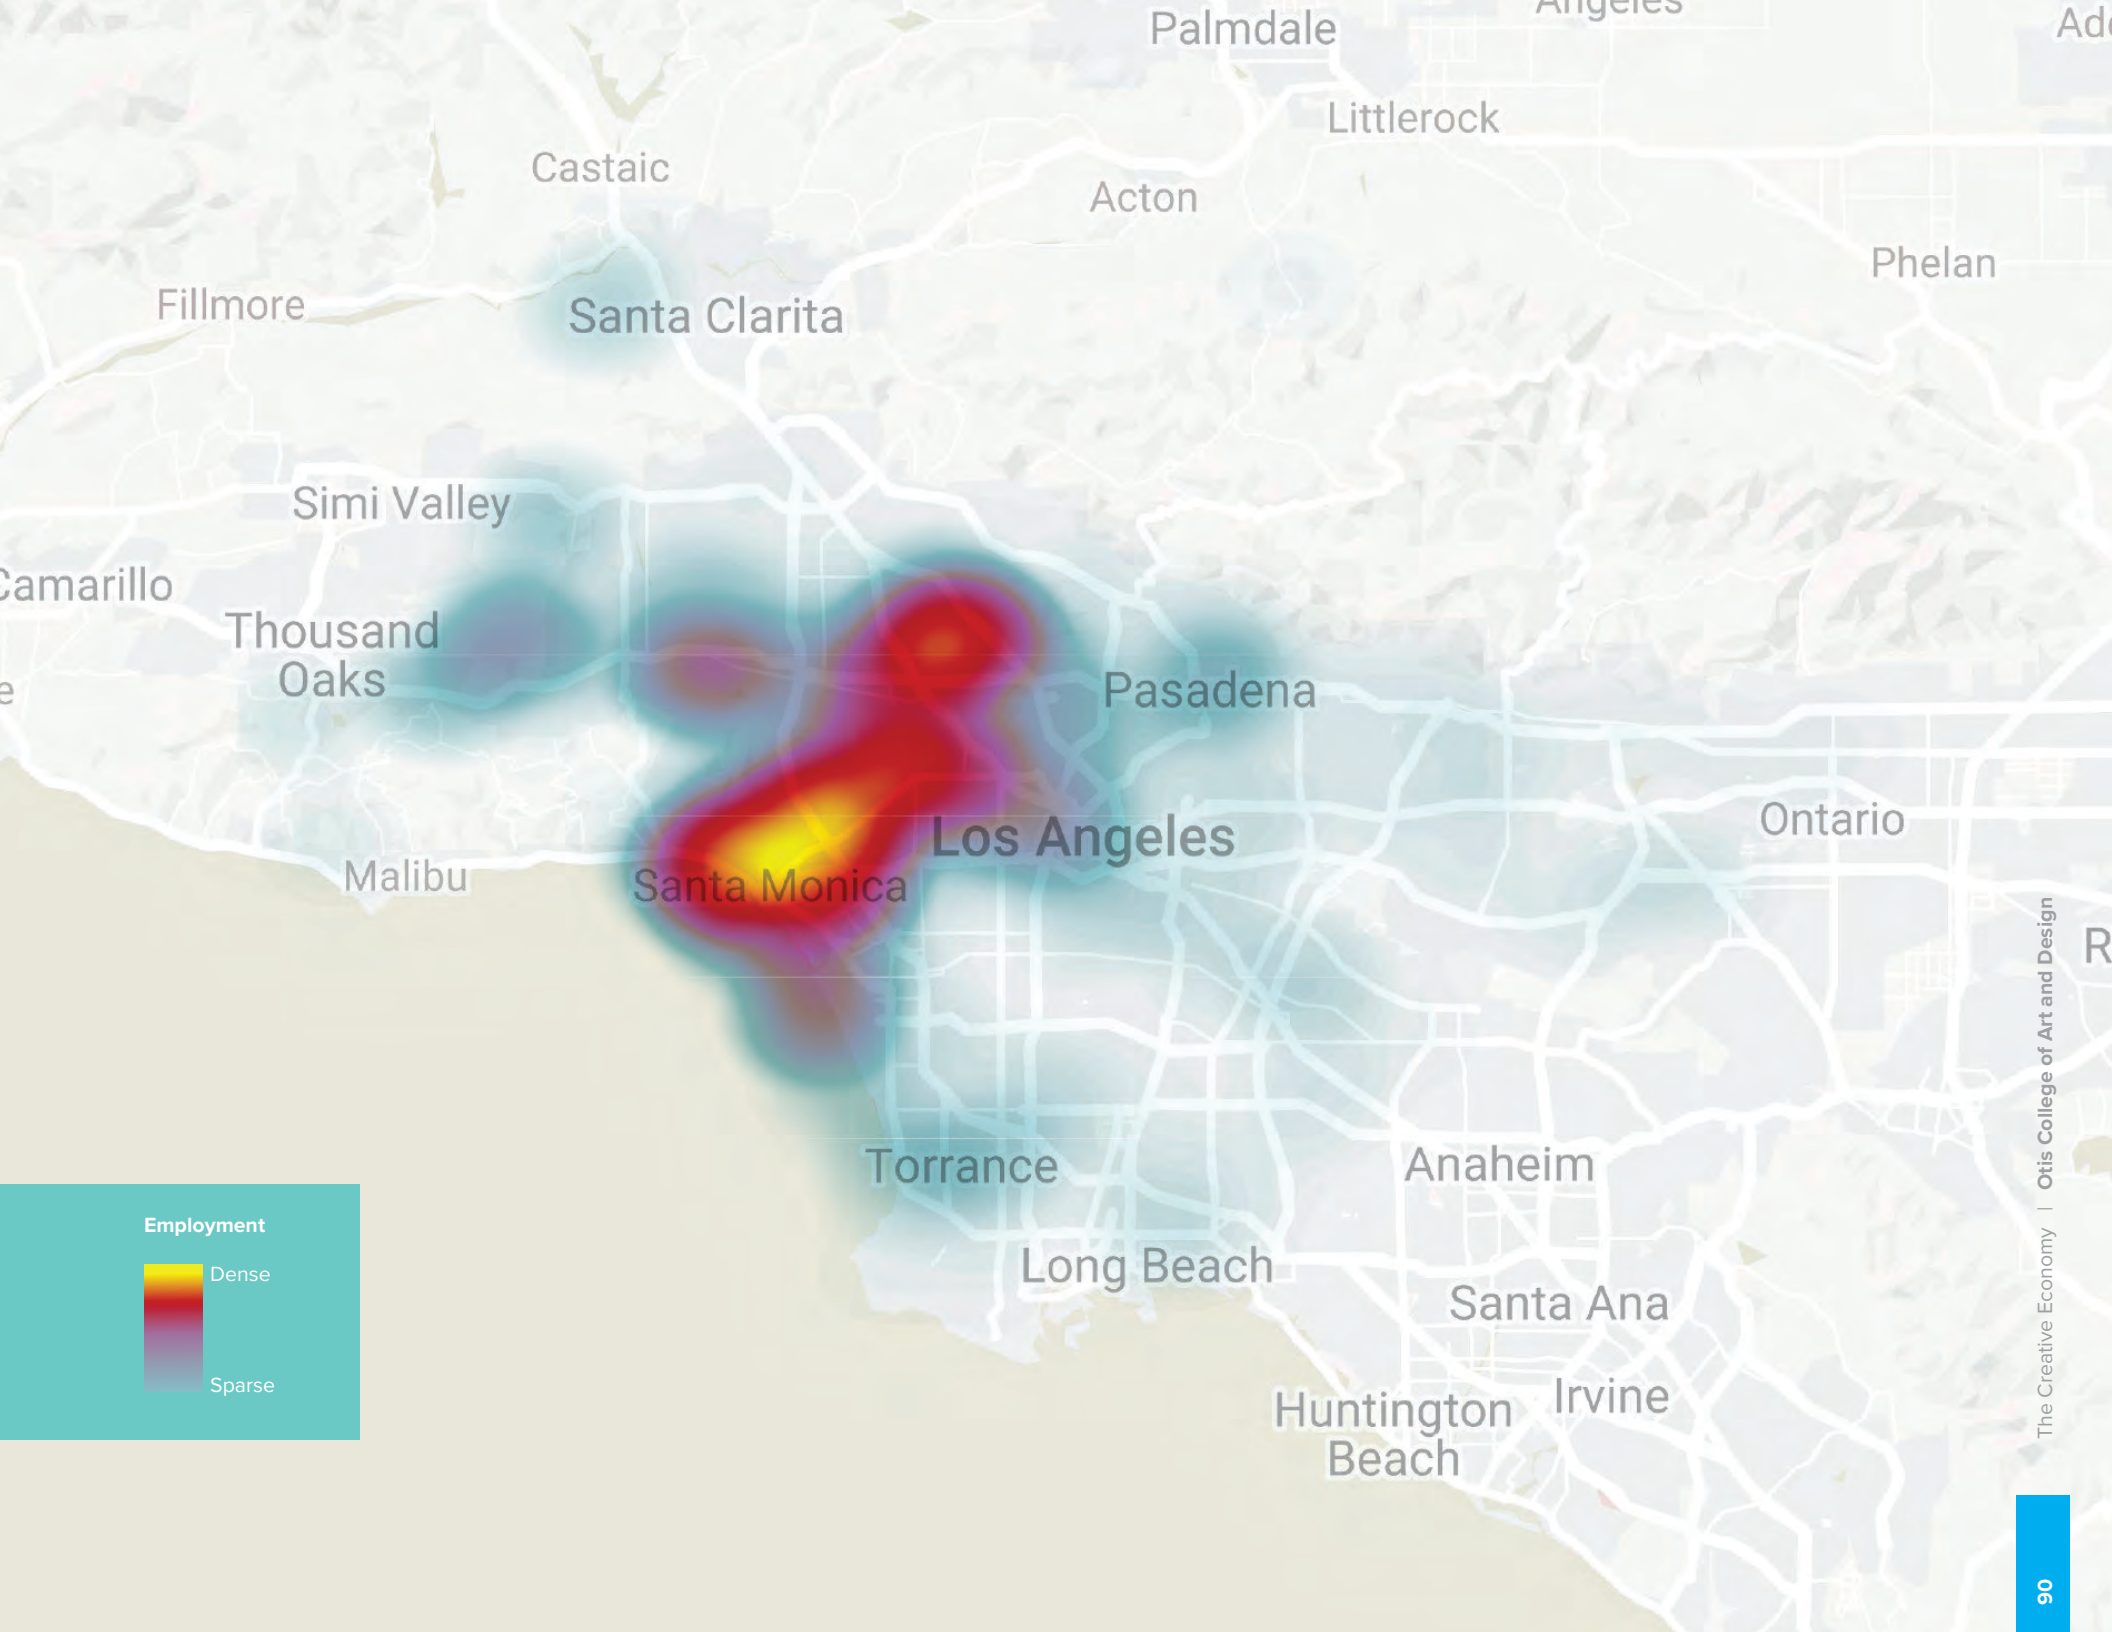 Palmdale
Angeles
Littlerock
Castaic
Acton
Phelan
Fillmore
Santa Clarita
Simi Valley
Camarillo
Thousand
Oaks
Pasadena
Ontario
Los Angeles
Malibu
Santa Monica
Torrance
Anaheim
Long Beach
Santa Ana
Huntington
Beach
Irvine
Employment
Dense
Sparse
The Creative Economy | Otis College of Art and Design
90